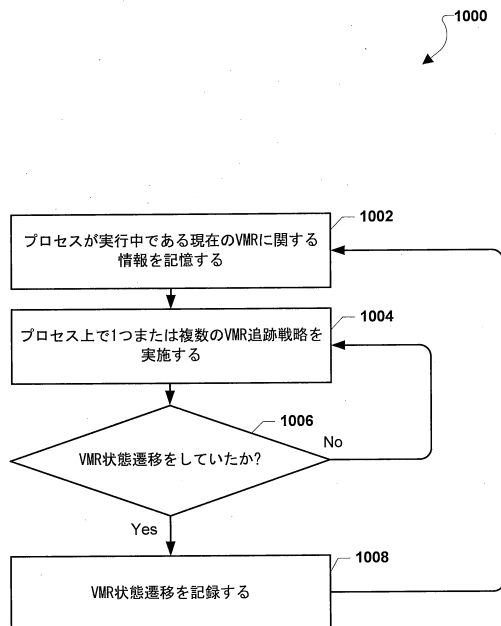 1000
1002
プロセスが実行中である現在のVMRに関する
情報を記憶する
1004
プロセス上で1つまたは複数のVMR追跡戦略を
実施する
1006
VMR状態遷移をしていたか?
No
Yes
1008
VMR状態遷移を記録する